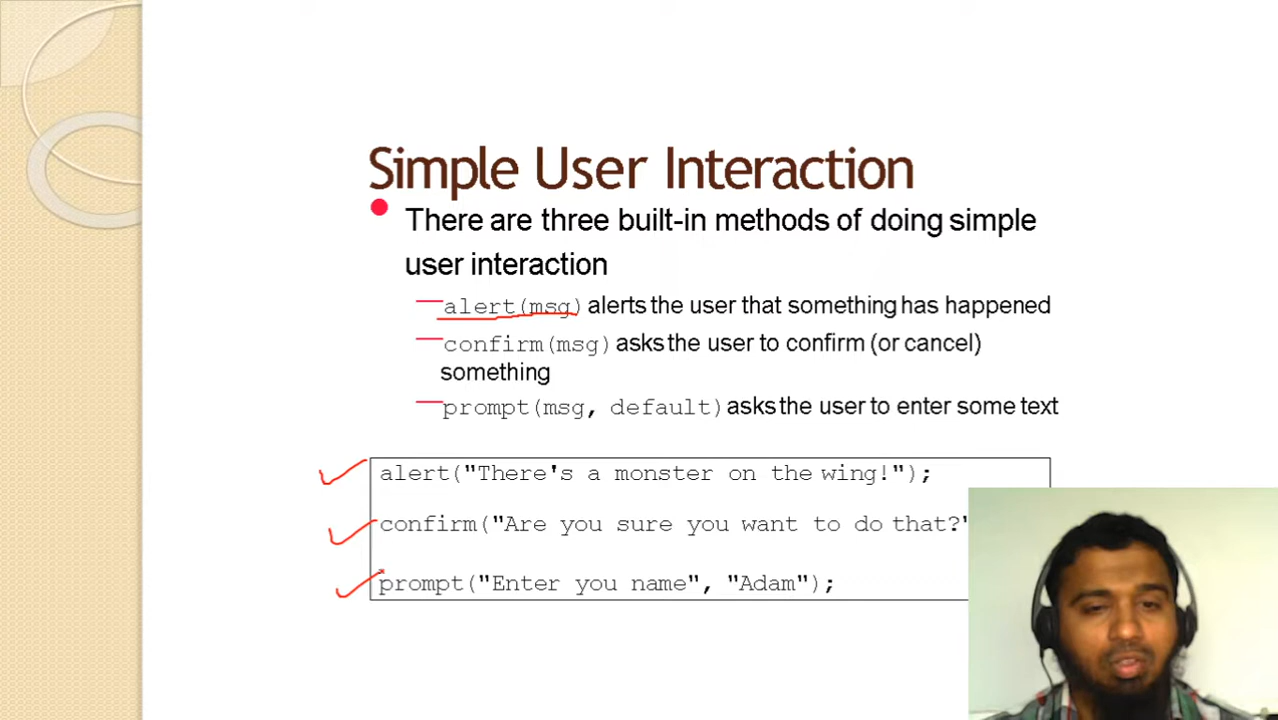 Simple User Interaction
There are three built-in methods of doing simple
user interaction
alert(msg) alerts the user that something has happened
confirm(msg) asks the user to confirm (or cancel)
something
prompt(msg, default) asks the user to enter some text
alert("There's a monster on the wing!");
confirm("Are you sure you want to do that?"
prompt("Enter you name", "Adam");